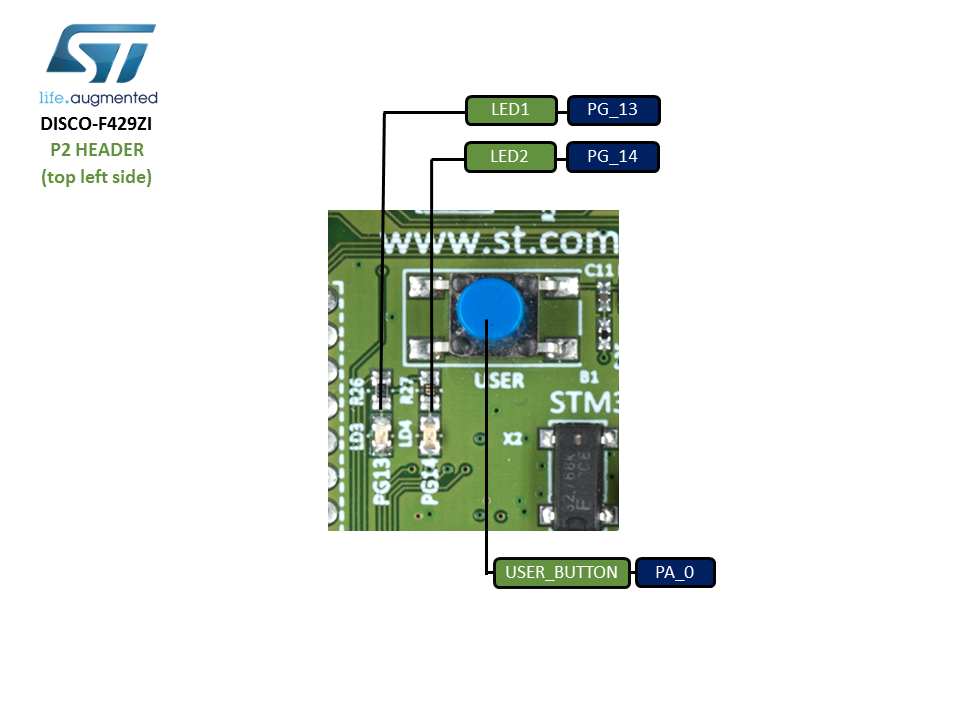 ST
life.augmented
DISCO-F429ZI
P2 HEADER
(top left side)
LED1 PG_13
LED2 PG_14
www.st.com
C11
USER
B1
R26
R27
STM3
LD3
LD4
X2
PG13
PG14
USER_BUTTON PA_0